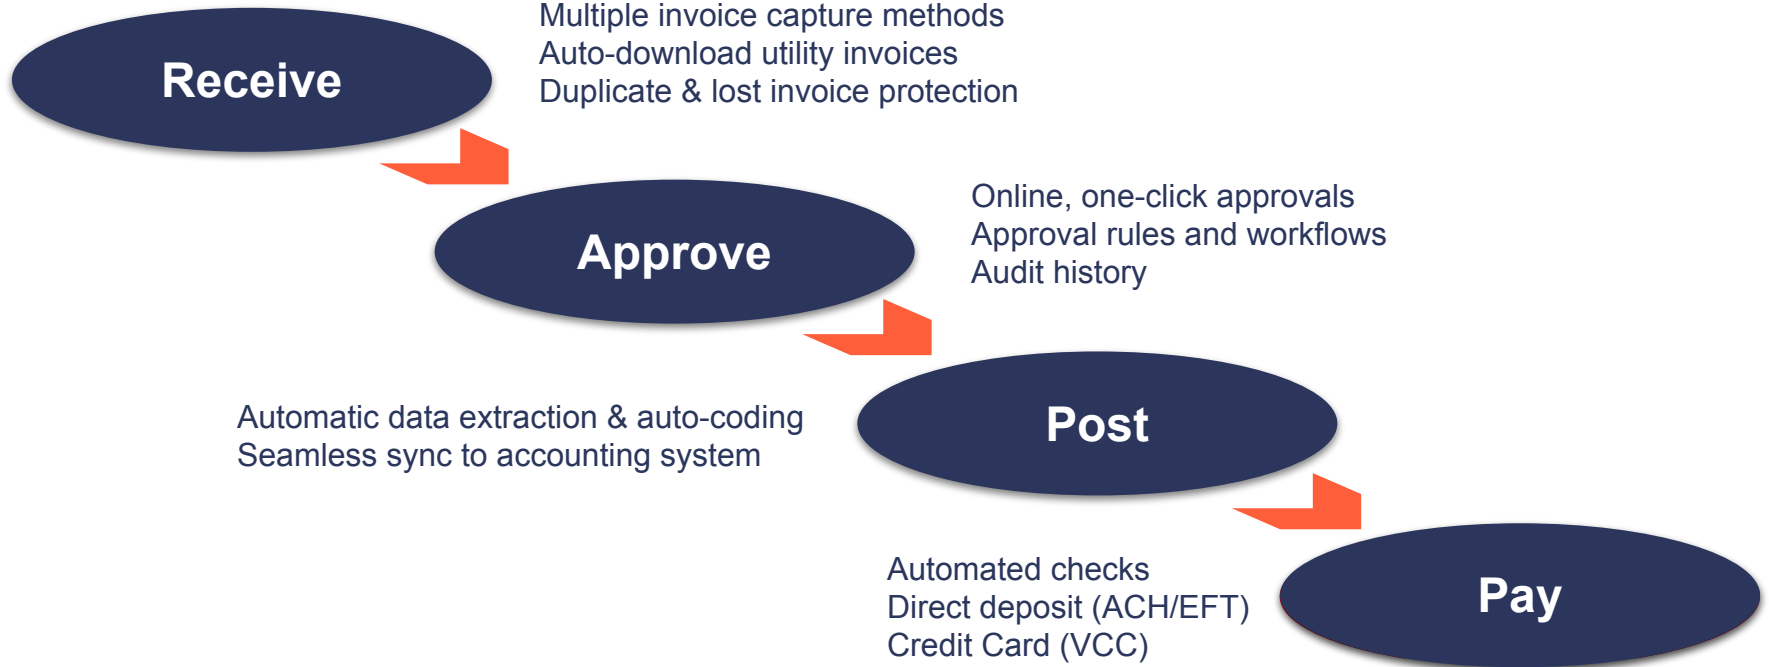 Multiple invoice capture methods
Auto-download utility invoices
Duplicate & lost invoice protection
Receive
Online, one-click approvals
Approval rules and workflows
Audit history
Approve
Automatic data extraction & auto-coding
Seamless sync to accounting system
Post
Automated checks
Direct deposit (ACH/EFT)
Credit Card (VCC)
Pay